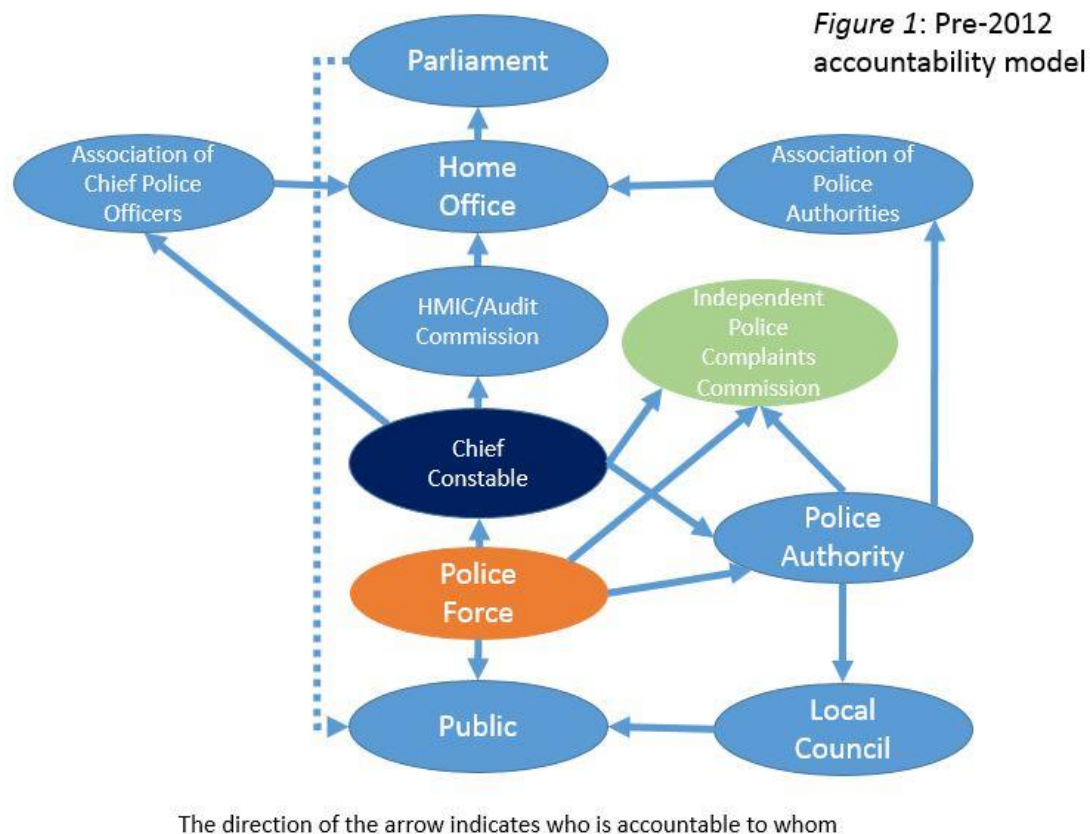 Figure 1: Pre-2012
accountability model
Parliament
Association of
Chief Police
Officers
Home
Office
Association of
Police
Authorities
HMIC/Audit
Commission
Independent
Police
Complaints
Commission
Chief
Constable
Police
Authority
Police
Force
Public
Local
Council
The direction of the arrow indicates who is accountable to whom